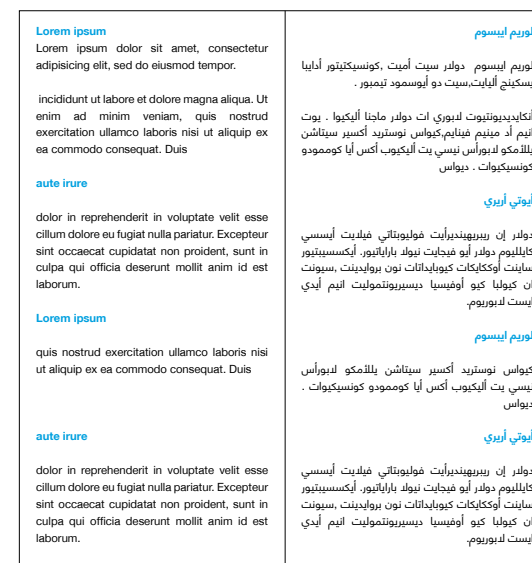 Lorem ipsum
Lorem ipsum dolor sit amet, consectetur
adipisicing elit, sed do eiusmod tempor.
incididunt ut labore et dolore magna aliqua. Ut
enim ad minim veniam, quis nostrud
exercitation ullamco laboris nisi ut aliquip ex
ea commodo consequat. Duis
aute irure
dolor in reprehenderit in voluptate velit esse
cillum dolore eu fugiat nulla pariatur. Excepteur
sint occaecat cupidatat non proident, sunt in
culpa qui officia deserunt mollit anim id est
laborum.
Lorem ipsum
quis nostrud exercitation ullamco laboris nisi
ut aliquip ex ea commodo consequat. Duis
aute irure
dolor in reprehenderit in voluptate velit esse
cillum dolore eu fugiat nulla pariatur. Excepteur
sint occaecat cupidatat non proident, sunt in
culpa qui officia deserunt mollit anim id est
laborum.
لوريم ايبسوم
لوريم ايبسوم دولار سيت أميت ,كونسيكتيتور أدايبا
يسكينج أليايت,سيت دو أيوسمود تيمبور .
أنكايديديونتيوت لابوري ات دولار ماجنا أليكيوا . يوت
انيم أد مينيم فينايم,كيواس نوستريد أكسير سيتاشن
يللأمكو لابورأس نيسي يت أليكيوب أكس أيا كوممودو
كونسيكيوات . ديواس
أيوتي أريري
دولار إن ريبريهينديرأيت فوليوبتاتي فيلايت أيسسي
كايلليوم دولار أيو فيجايت نيولا باراياتيور. أيكسسيبتيور
ساينت أوككايكات كيوبايداتات نون بروايدينت ,سيونت
ان كيولبا كيو أوفيسيا ديسيريونتموليت انيم أيدي
ايست لابوريوم.
لوريم ايبسوم
كيواس نوستريد أكسير سيتاشن يللأمكو لابورأس
نيسي يت أليكيوب أكس أيا كوممودو كونسيكيوات .
ديواس
أيوتي أريري
دولار إن ريبريهينديرأيت فوليوبتاتي فيلايت أيسسي
كايلليوم دولار أيو فيجايت نيولا باراياتيور. أيكسسيبتيور
ساينت أوككايكات كيوبايداتات نون بروايدينت ,سيونت
ان كيولبا كيو أوفيسيا ديسيريونتموليت انيم أيدي
ايست لابوريوم.